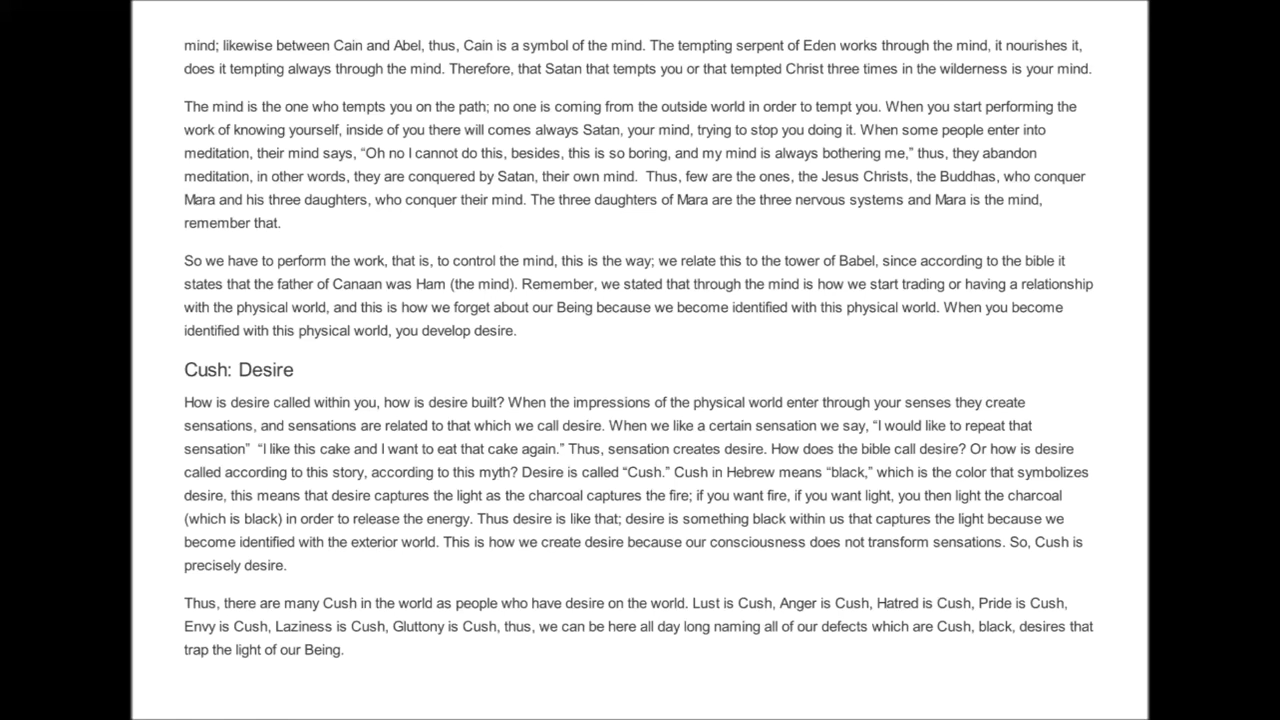 mind; likewise between Cain and Abel, thus, Cain is a symbol of the mind. The tempting serpent of Eden works through the mind, it nourishes it,
does it tempting always through the mind. Therefore, that Satan that tempts you or that tempted Christ three times in the wilderness is your mind.
The mind is the one who tempts you on the path; no one is coming from the outside world in order to tempt you. When you start performing the
work of knowing yourself, inside of you there will comes always Satan, your mind, trying to stop you doing it. When some people enter into
meditation, their mind says, “Oh no I cannot do this, besides, this is so boring, and my mind is always bothering me,” thus, they abandon
meditation, in other words, they are conquered by Satan, their own mind.  Thus, few are the ones, the Jesus Christs, the Buddhas, who conquer
Mara and his three daughters, who conquer their mind. The three daughters of Mara are the three nervous systems and Mara is the mind,
remember that.
So we have to perform the work, that is, to control the mind, this is the way; we relate this to the tower of Babel, since according to the bible it
states that the father of Canaan was Ham (the mind). Remember, we stated that through the mind is how we start trading or having a relationship
with the physical world, and this is how we forget about our Being because we become identified with this physical world. When you become
identified with this physical world, you develop desire.
Cush: Desire
How is desire called within you, how is desire built? When the impressions of the physical world enter through your senses they create
sensations, and sensations are related to that which we call desire. When we like a certain sensation we say, “I would like to repeat that
sensation”  “I like this cake and I want to eat that cake again.” Thus, sensation creates desire. How does the bible call desire? Or how is desire
called according to this story, according to this myth? Desire is called “Cush.” Cush in Hebrew means “black,” which is the color that symbolizes
desire, this means that desire captures the light as the charcoal captures the fire; if you want fire, if you want light, you then light the charcoal
(which is black) in order to release the energy. Thus desire is like that; desire is something black within us that captures the light because we
become identified with the exterior world. This is how we create desire because our consciousness does not transform sensations. So, Cush is
precisely desire.
Thus, there are many Cush in the world as people who have desire on the world. Lust is Cush, Anger is Cush, Hatred is Cush, Pride is Cush,
Envy is Cush, Laziness is Cush, Gluttony is Cush, thus, we can be here all day long naming all of our defects which are Cush, black, desires that
trap the light of our Being.